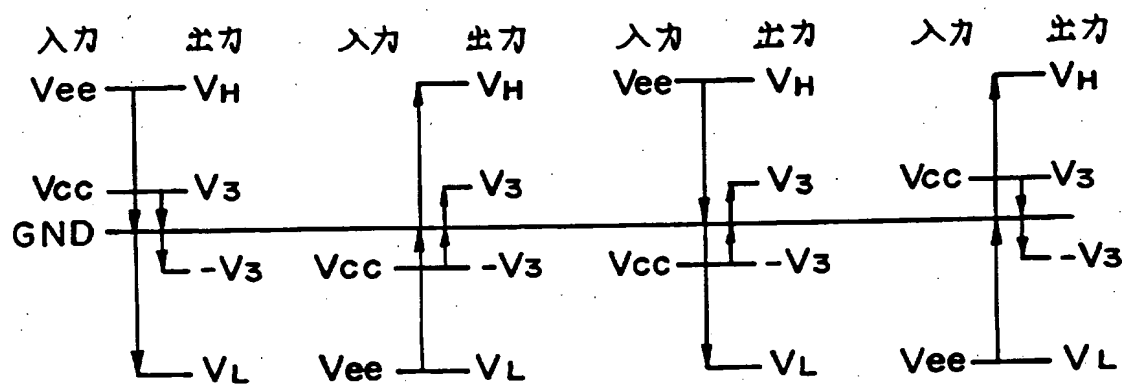 入力 出力 入力 出力 入力 出力 入力 出力
Vee VH VH Vee VH VH
Vcc V3 V3 V3 Vcc V3
GND
-V3 Vcc -V3 Vcc -V3 -V3
VL Vee VL VL Vee VL